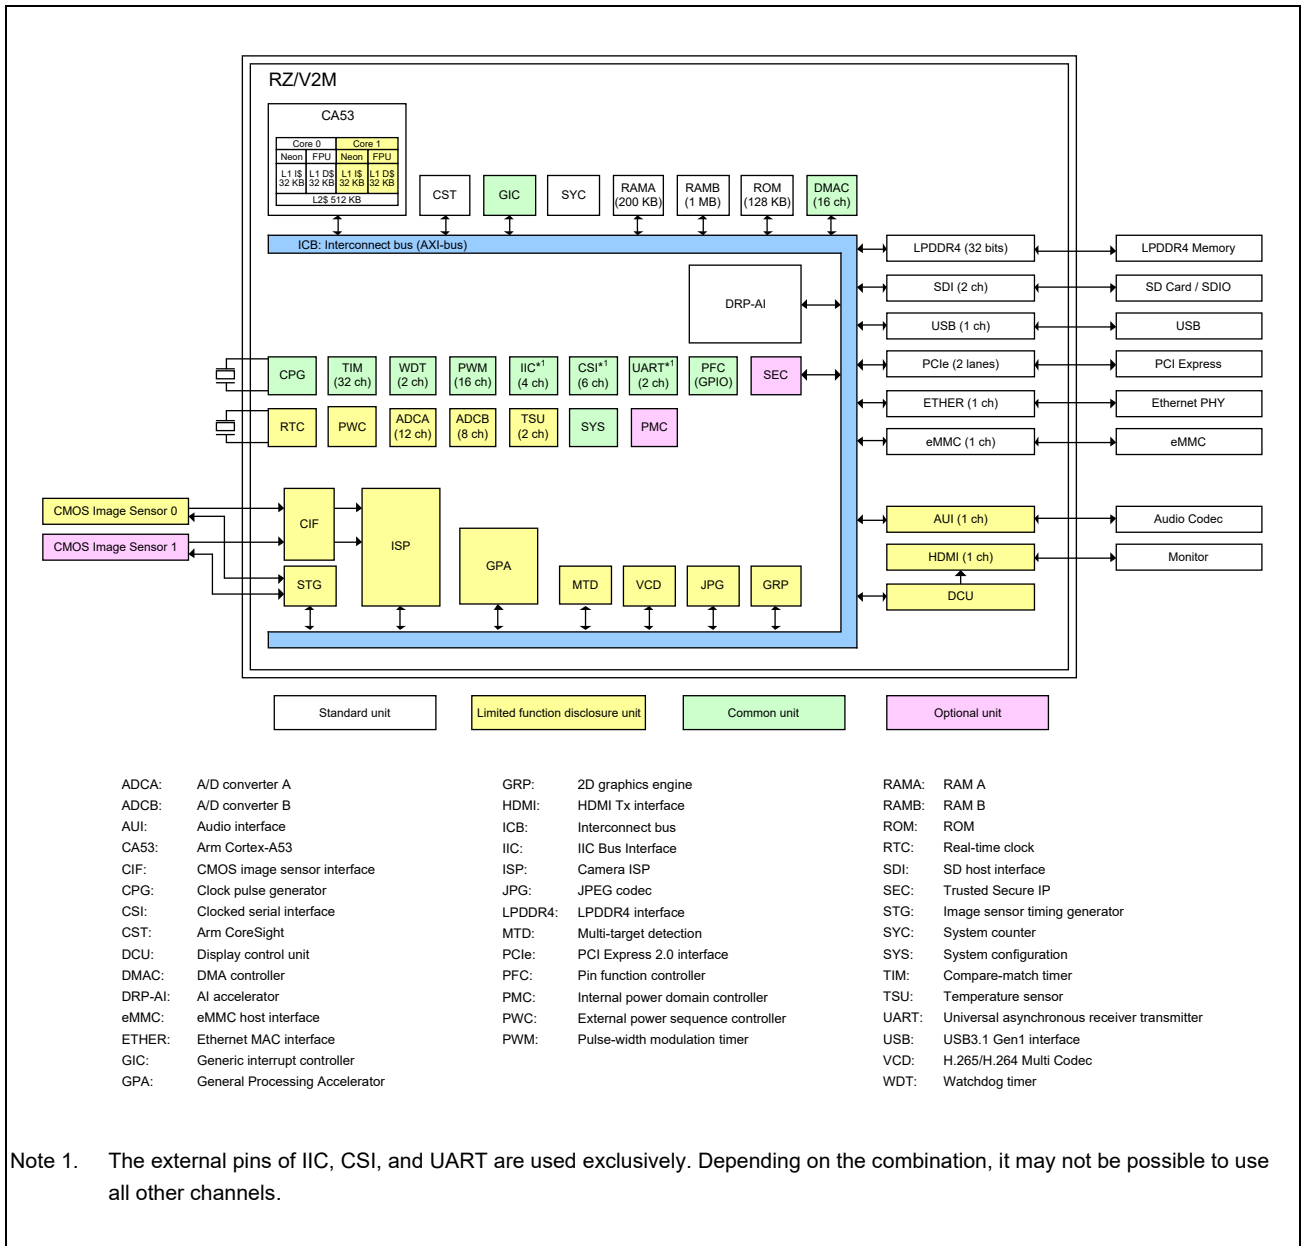 RZ/V2M
CA53
Core 0 Core 1
Neon FPU Neon FPU
L1 I$ L1 D$ L1 I$ L1 D$
32 KB 32 KB 32 KB 32 KB
L2$ 512 KB
CST
GIC
SYC
RAMA
(200 KB)
RAMB
(1 MB)
ROM
(128 KB)
DMAC
(16 ch)
ICB: Interconnect bus (AXI-bus)
LPDDR4 (32 bits)
LPDDR4 Memory
SDI (2 ch)
SD Card / SDIO
DRP-AI
USB (1 ch)
USB
PCIe (2 lanes)
PCI Express
CPG
TIM
(32 ch)
WDT
(2 ch)
PWM
(16 ch)
IIC*1
(4 ch)
CSI*1
(6 ch)
UART*1
(2 ch)
PFC
(GPIO)
SEC
ETHER (1 ch)
Ethernet PHY
RTC
PWC
ADCA
(12 ch)
ADCB
(8 ch)
TSU
(2 ch)
SYS
PMC
eMMC (1 ch)
eMMC
CMOS Image Sensor 0
CMOS Image Sensor 1
CIF
ISP
STG
GPA
MTD
VCD
JPG
GRP
AUI (1 ch)
Audio Codec
HDMI (1 ch)
Monitor
DCU
Standard unit
Limited function disclosure unit
Common unit
Optional unit
ADCA: A/D converter A
ADCB: A/D converter B
AUI: Audio interface
CA53: Arm Cortex-A53
CIF: CMOS image sensor interface
CPG: Clock pulse generator
CSI: Clocked serial interface
CST: Arm CoreSight
DCU: Display control unit
DMAC: DMA controller
DRP-AI: AI accelerator
eMMC: eMMC host interface
ETHER: Ethernet MAC interface
GIC: Generic interrupt controller
GPA: General Processing Accelerator
GRP: 2D graphics engine
HDMI: HDMI Tx interface
ICB: Interconnect bus
IIC: IIC Bus Interface
ISP: Camera ISP
JPG: JPEG codec
LPDDR4: LPDDR4 interface
MTD: Multi-target detection
PCIe: PCI Express 2.0 interface
PFC: Pin function controller
PMC: Internal power domain controller
PWC: External power sequence controller
PWM: Pulse-width modulation timer
RAMA: RAM A
RAMB: RAM B
ROM: ROM
RTC: Real-time clock
SDI: SD host interface
SEC: Trusted Secure IP
STG: Image sensor timing generator
SYC: System counter
SYS: System configuration
TIM: Compare-match timer
TSU: Temperature sensor
UART: Universal asynchronous receiver transmitter
USB: USB3.1 Gen1 interface
VCD: H.265/H.264 Multi Codec
WDT: Watchdog timer
Note 1. The external pins of IIC, CSI, and UART are used exclusively. Depending on the combination, it may not be possible to use
all other channels.